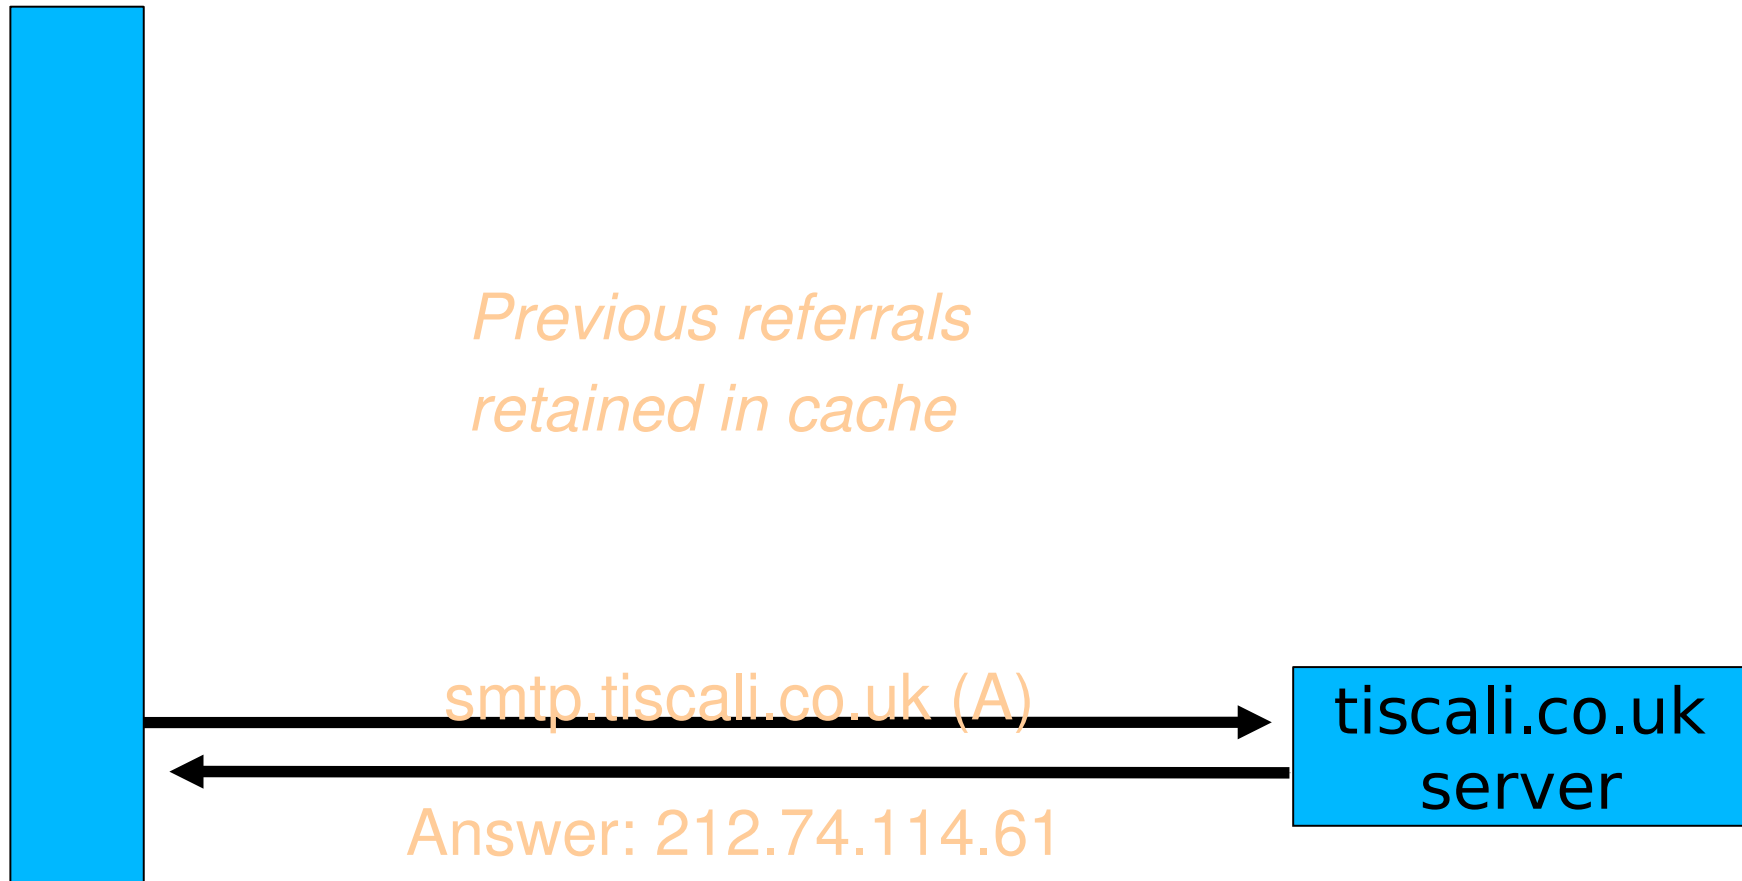 Previous referrals
retained in cache
smtp.tiscali.co.uk (A)
tiscali.co.uk
server
Answer: 212.74.114.61